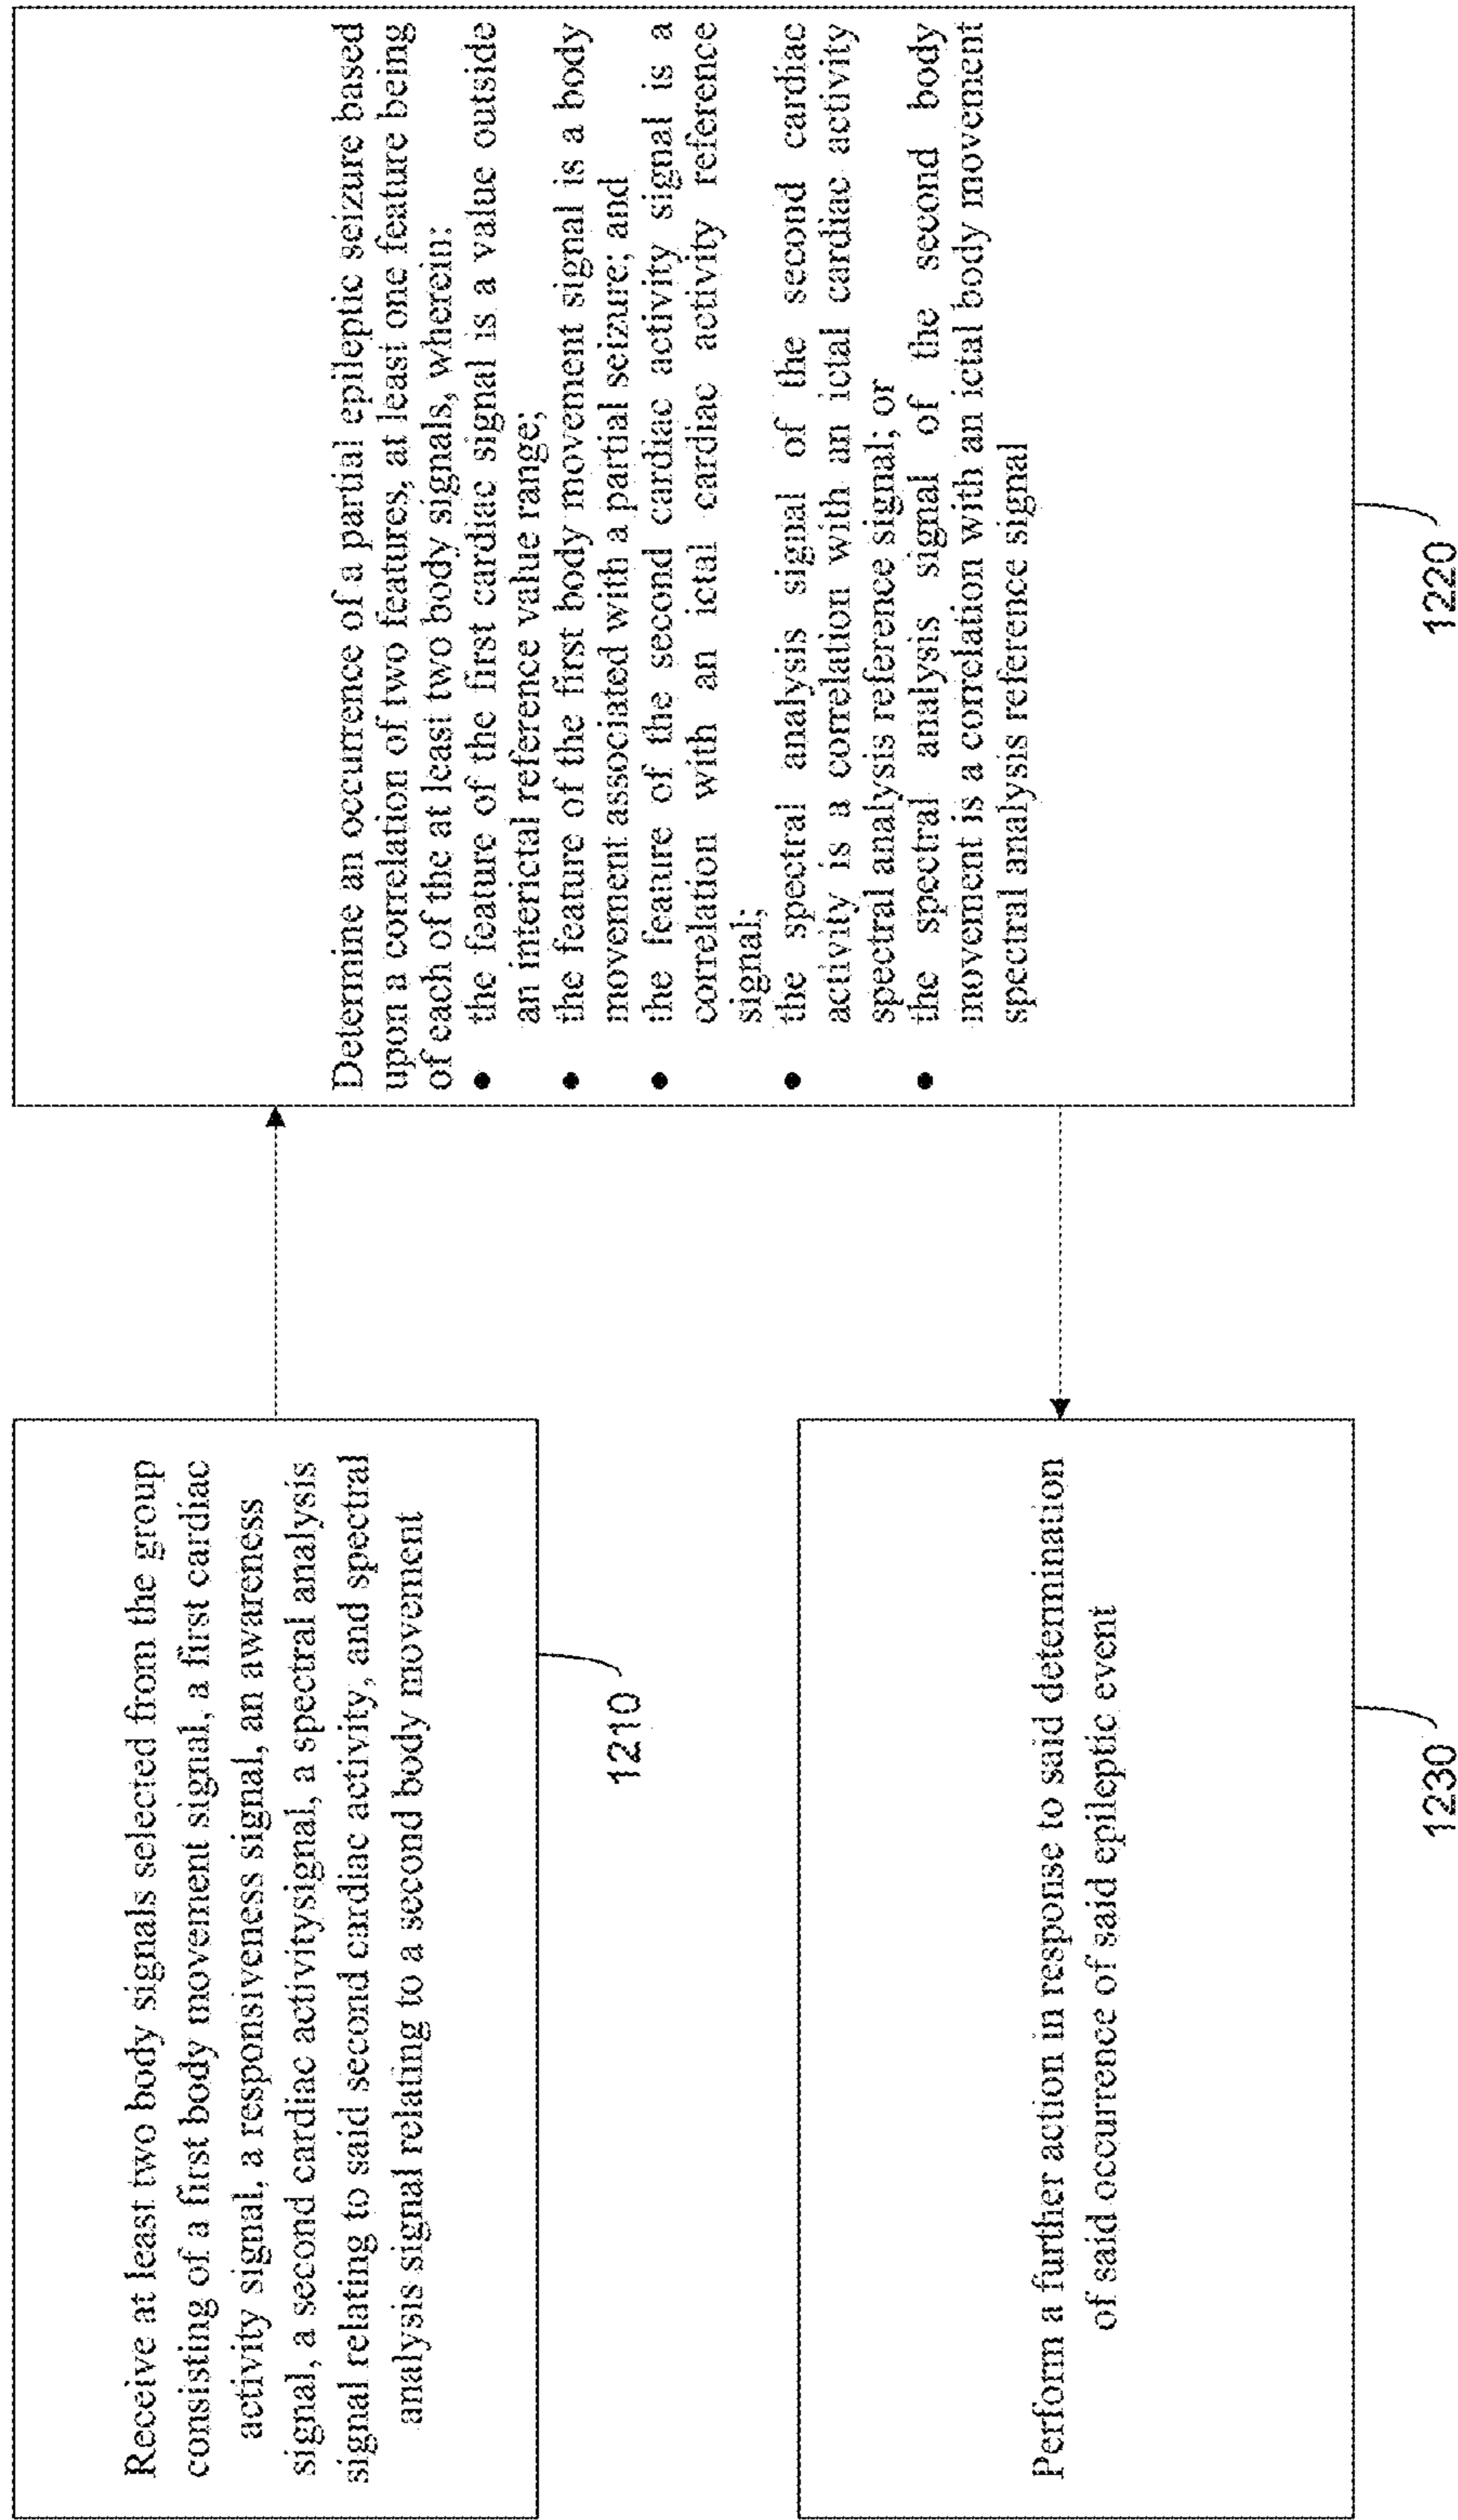 Receive at least two body signals selected from the group
consisting of a first body movement signal, a first cardiac
activity signal, a responsiveness signal, an awareness
signal, a second cardiac activitysignal, a spectral analysis
signal relating to said second cardiac activity, and spectral
analysis signal relating to a second body movement
1210
Determine an occurrence of a partial epileptic seizure based
upon a correlation of two features, at least one feature being
of each of the at least two body signals, wherein:
● the feature of the first cardiac signal is a value outside
an interictal reference value range;
● the feature of the first body movement signal is a body
movement associated with a partial seizure; and
● the feature of the second cardiac activity signal is a
correlation with an ictal cardiac activity reference
signal;
● the spectral analysis signal of the second cardiac
activity is a correlation with an ictal cardiac activity
spectral analysis reference signal; or
● the spectral analysis signal of the second body
movement is a correlation with an ictal body movement
spectral analysis reference signal
1220
Perform a further action in response to said determination
of said occurrence of said epileptic event
1230